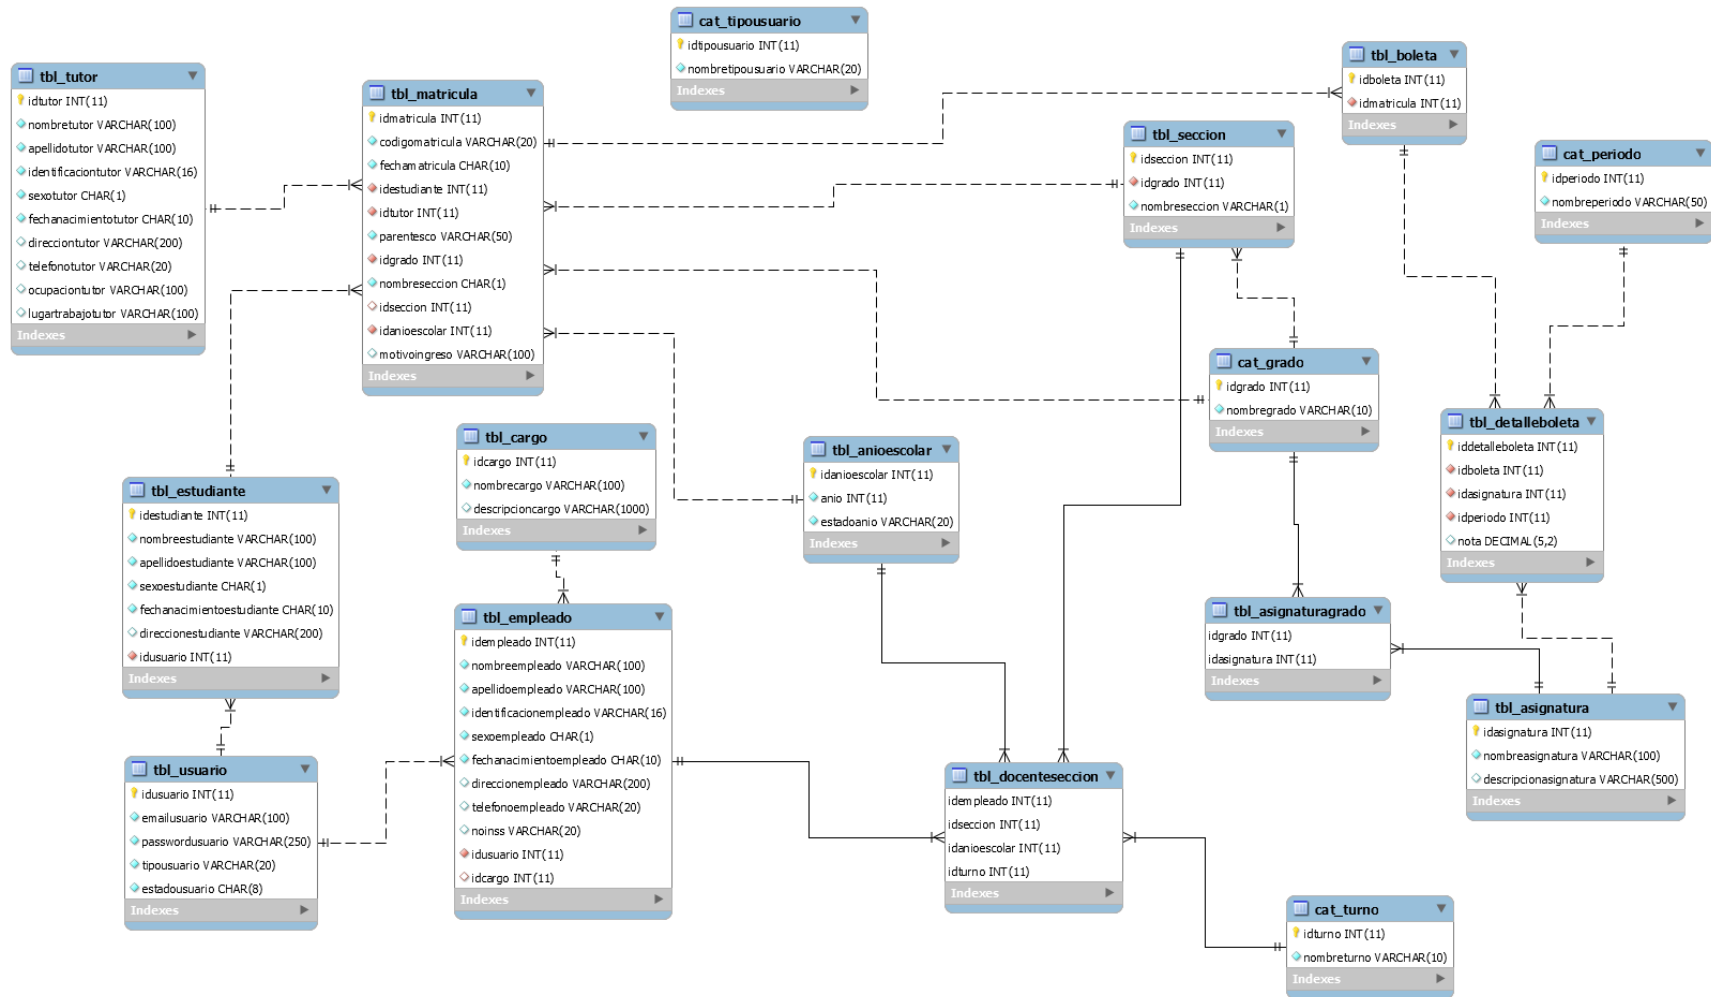 cat_tipousuario
idtipousuario INT(11)
nombretipousuario VARCHAR(20)
Indexes
tbl_tutor
idtutor INT(11)
nombretutor VARCHAR(100)
apellidotutor VARCHAR(100)
identificaciontutor VARCHAR(16)
sexotutor CHAR(1)
fechanacimientotutor CHAR(10)
direcciontutor VARCHAR(200)
telefonotutor VARCHAR(20)
ocupaciontutor VARCHAR(100)
lugartrabajotutor VARCHAR(100)
Indexes
tbl_matricula
idmatricula INT(11)
codigomatricula VARCHAR(20)
fechamatricula CHAR(10)
idestudiante INT(11)
idtutor INT(11)
parentesco VARCHAR(50)
idgrado INT(11)
nombreseccion CHAR(1)
idseccion INT(11)
idanioescolar INT(11)
motivoingreso VARCHAR(100)
Indexes
tbl_boleta
idboleta INT(11)
idmatricula INT(11)
Indexes
tbl_seccion
idseccion INT(11)
idgrado INT(11)
nombreseccion VARCHAR(1)
Indexes
cat_periodo
idperiodo INT(11)
nombreperiodo VARCHAR(50)
Indexes
cat_grado
idgrado INT(11)
nombregrado VARCHAR(10)
Indexes
tbl_detalleboleta
iddetalleboleta INT(11)
idboleta INT(11)
idasignatura INT(11)
idperiodo INT(11)
nota DECIMAL(5,2)
Indexes
tbl_cargo
idcargo INT(11)
nombrecargo VARCHAR(100)
descripcioncargo VARCHAR(1000)
Indexes
tbl_anioescolar
idanioescolar INT(11)
anio INT(11)
estadoanio VARCHAR(20)
Indexes
tbl_estudiante
idestudiante INT(11)
nombreestudiante VARCHAR(100)
apellidoestudiante VARCHAR(100)
sexoestudiante CHAR(1)
fechanacimientoestudiante CHAR(10)
direccionestudiante VARCHAR(200)
idusuario INT(11)
Indexes
tbl_empleado
idempleado INT(11)
nombreempleado VARCHAR(100)
apellidoempleado VARCHAR(100)
identificacionempleado VARCHAR(16)
sexoempleado CHAR(1)
fechanacimientoempleado CHAR(10)
direccionempleado VARCHAR(200)
telefonoempleado VARCHAR(20)
noinss VARCHAR(20)
idusuario INT(11)
idcargo INT(11)
Indexes
tbl_asignaturagrado
idgrado INT(11)
idasignatura INT(11)
Indexes
tbl_asignatura
idasignatura INT(11)
nombreasignatura VARCHAR(100)
descripcionasignatura VARCHAR(500)
Indexes
tbl_usuario
idusuario INT(11)
emailusuario VARCHAR(100)
passwordusuario VARCHAR(250)
tipousuario VARCHAR(20)
estadousuario CHAR(8)
Indexes
tbl_docenteseccion
idempleado INT(11)
idseccion INT(11)
idanioescolar INT(11)
idturno INT(11)
Indexes
cat_turno
idturno INT(11)
nombreturno VARCHAR(10)
Indexes